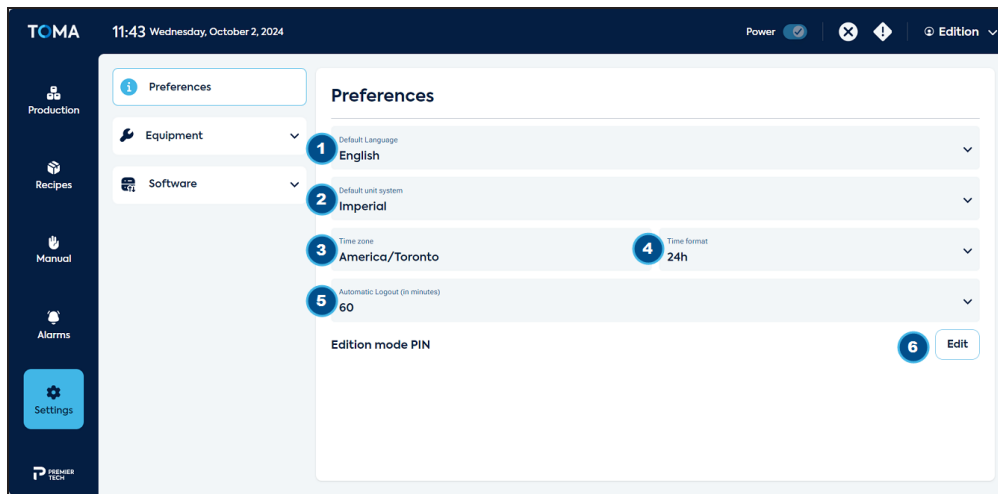 TOMA
11:43 Wednesday, October 2, 2024
Power
Edition
Production
Recipes
Manual
Alarms
Settings
PREMIER
TECH
Preferences
Equipment
Software
Preferences
1
Default Language
English
2
Default unit system
Imperial
3
Time zone
America/Toronto
4
Time format
24h
5
Automatic Logout (in minutes)
60
Edition mode PIN
6
Edit